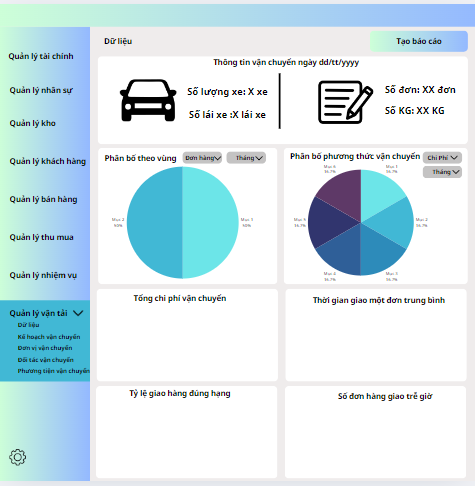 Dữ liệu
Tạo báo cáo
Quản lý tài chính
Quản lý nhân sự
Quản lý kho
Quản lý khách hàng
Quản lý bán hàng
Quản lý thu mua
Quản lý nhiệm vụ
Quản lý vận tải
Dữ liệu
Kế hoạch vận chuyển
Đơn vị vận chuyển
Đối tác vận chuyển
Phương tiện vận chuyển
Thông tin vận chuyển ngày dd/tt/yyyy
Số lượng xe: X xe
Số lái xe :X lái xe
Số đơn: XX đơn
Số KG: XX KG
Phân bố theo vùng
Đơn hàng
Tháng
Mục 2
50%
Mục 1
50%
Phân bố phương thức vận chuyển
Chi Phí
Tháng
Mục 6
16.7%
Mục 1
16.7%
Mục 5
16.7%
Mục 2
16.7%
Mục 4
16.7%
Mục 3
16.7%
Tổng chi phí vận chuyển
Thời gian giao một đơn trung bình
Tỷ lệ giao hàng đúng hạng
Số đơn hàng giao trễ giờ